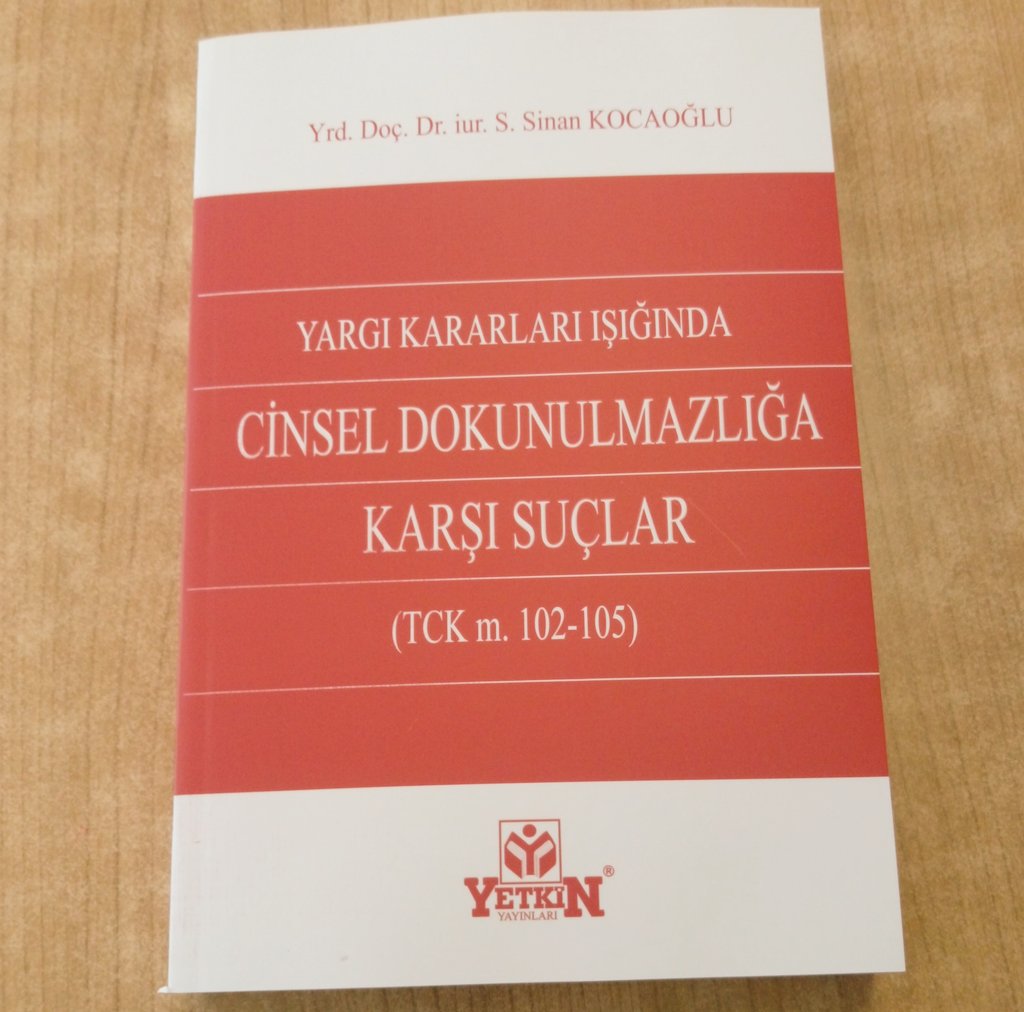 Yrd. Doç. Dr. iur. S. Sinan KOCAOĞLU
YARGI KARARLARI IŞIĞINDA
CİNSEL DOKUNULMAZLIĞA
KARŞI SUÇLAR
(TCK m. 102-105)
YETKİN®
YAYINLARI